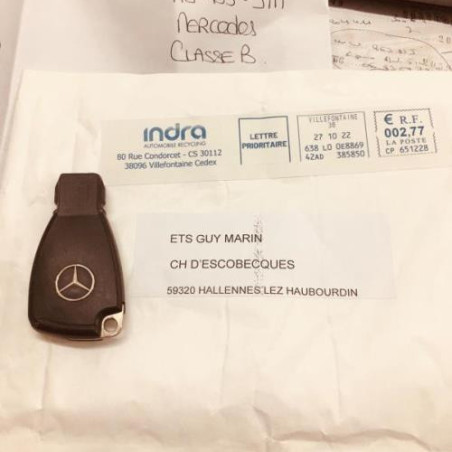 Mercedes
CLASSE B.
indra
AUTOMOBILE RECYCLING
80 Rue Condorcet - CS 30112
38096 Villefontaine Cedex
LETTRE
PRIORITAIRE
VILLEFONTAINE
38
27 10 22
638 L0 0E8869
42AD 385850
€ R.F.
002,77
LA POSTE
CP 651228
ETS GUY MARIN
CH D'ESCOBECQUES
59320 HALLENNES LEZ HAUBOURDIN